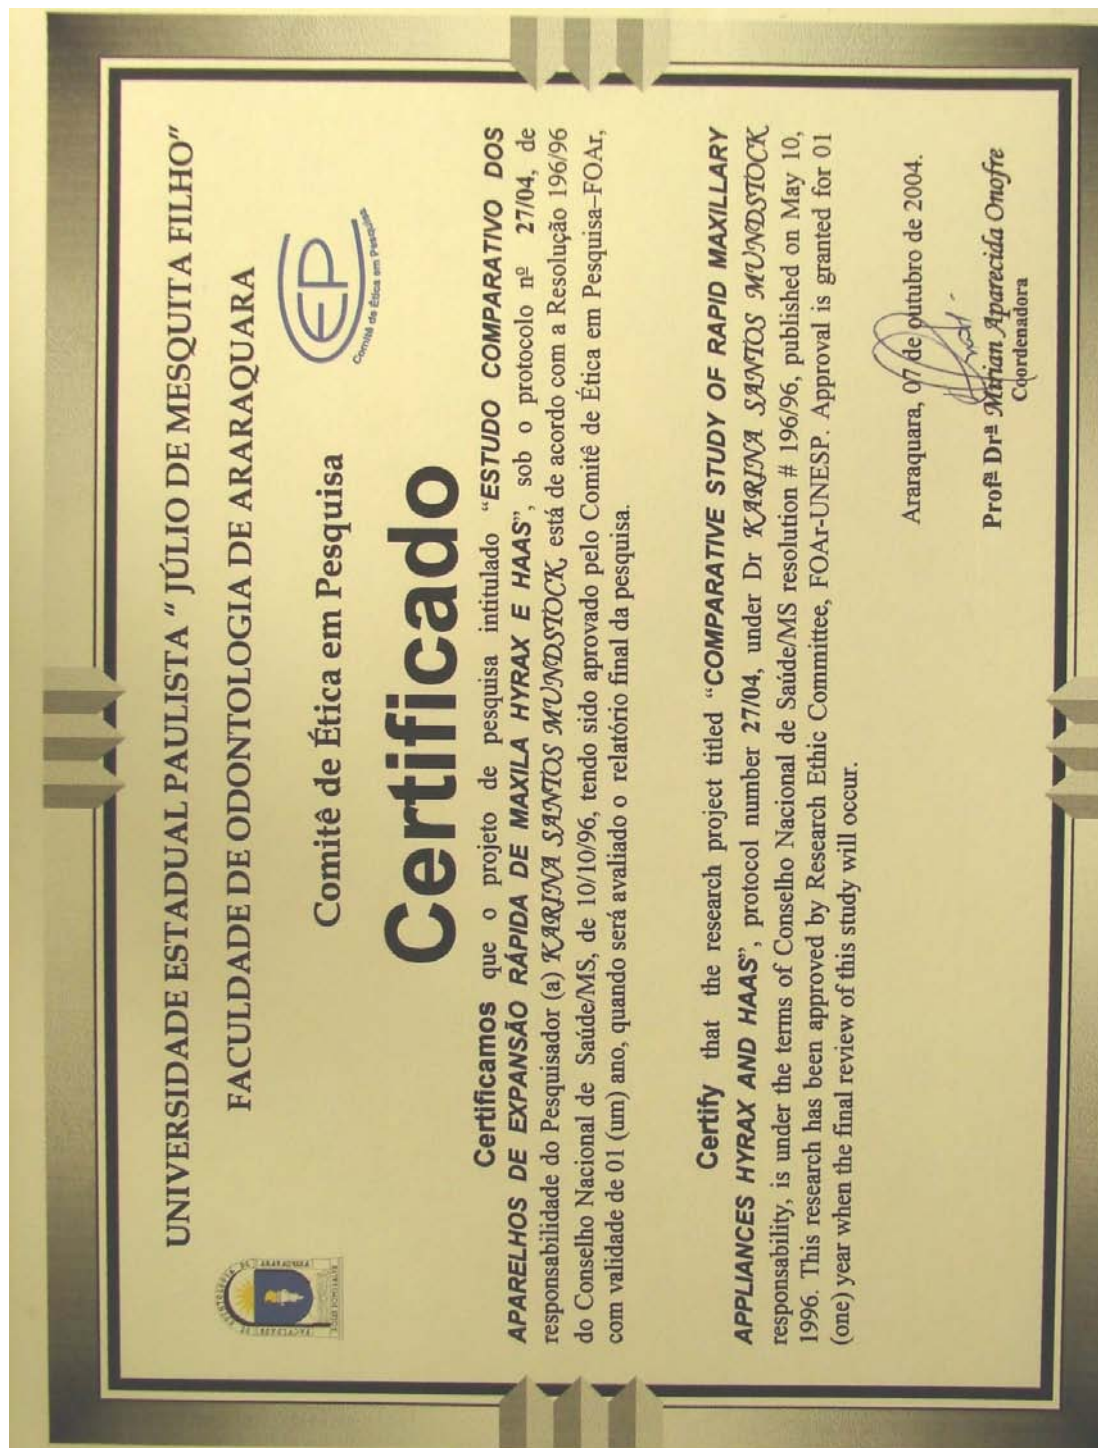 UNIVERSIDADE ESTADUAL PAULISTA “ JÚLIO DE MESQUITA FILHO”
FACULDADE DE ODONTOLOGIA DE ARARAQUARA
CEP
Comitê de Ética em Pesquisa
Comitê de Ética em Pesquisa
Certificado
Certificamos que o projeto de pesquisa intitulado “ESTUDO COMPARATIVO DOS
APARELHOS DE EXPANSÃO RÁPIDA DE MAXILA HYRAX E HAAS”, sob o protocolo nº 27/04, de
responsabilidade do Pesquisador (a) KARINA SANTOS MUNDSTOCK, está de acordo com a Resolução 196/96
do Conselho Nacional de Saúde/MS, de 10/10/96, tendo sido aprovado pelo Comitê de Ética em Pesquisa–FOAr,
com validade de 01 (um) ano, quando será avaliado o relatório final da pesquisa.
Certify that the research project titled “COMPARATIVE STUDY OF RAPID MAXILLARY
APPLIANCES HYRAX AND HAAS”, protocol number 27/04, under Dr KARINA SANTOS MUNDSTOCK
responsability, is under the terms of Conselho Nacional de Saúde/MS resolution # 196/96, published on May 10,
1996. This research has been approved by Research Ethic Committee, FOAr-UNESP. Approval is granted for 01
(one) year when the final review of this study will occur.
Araraquara, 07 de outubro de 2004.
Profª Drª Mirian Aparecida Onofre
Coordenadora